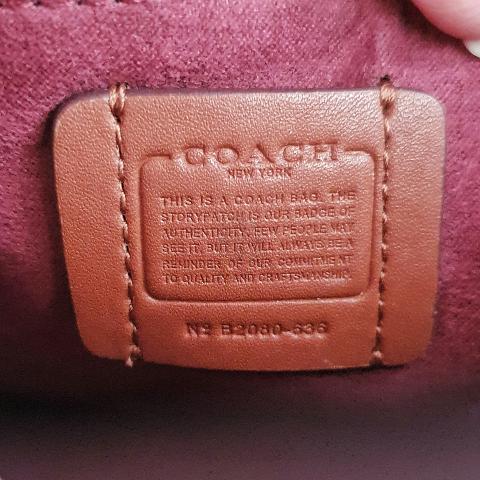 COACH
NEW YORK
THIS IS A COACH BAG. THE
STORYPATCH IS OUR BADGE OF
AUTHENTICITY. FEW PEOPLE MAY
SEE IT, BUT IT WILL ALWAYS BE A
REMINDER OF OUR COMMITMENT
TO QUALITY AND CRAFTSMANSHIP.
Nº B2080-636